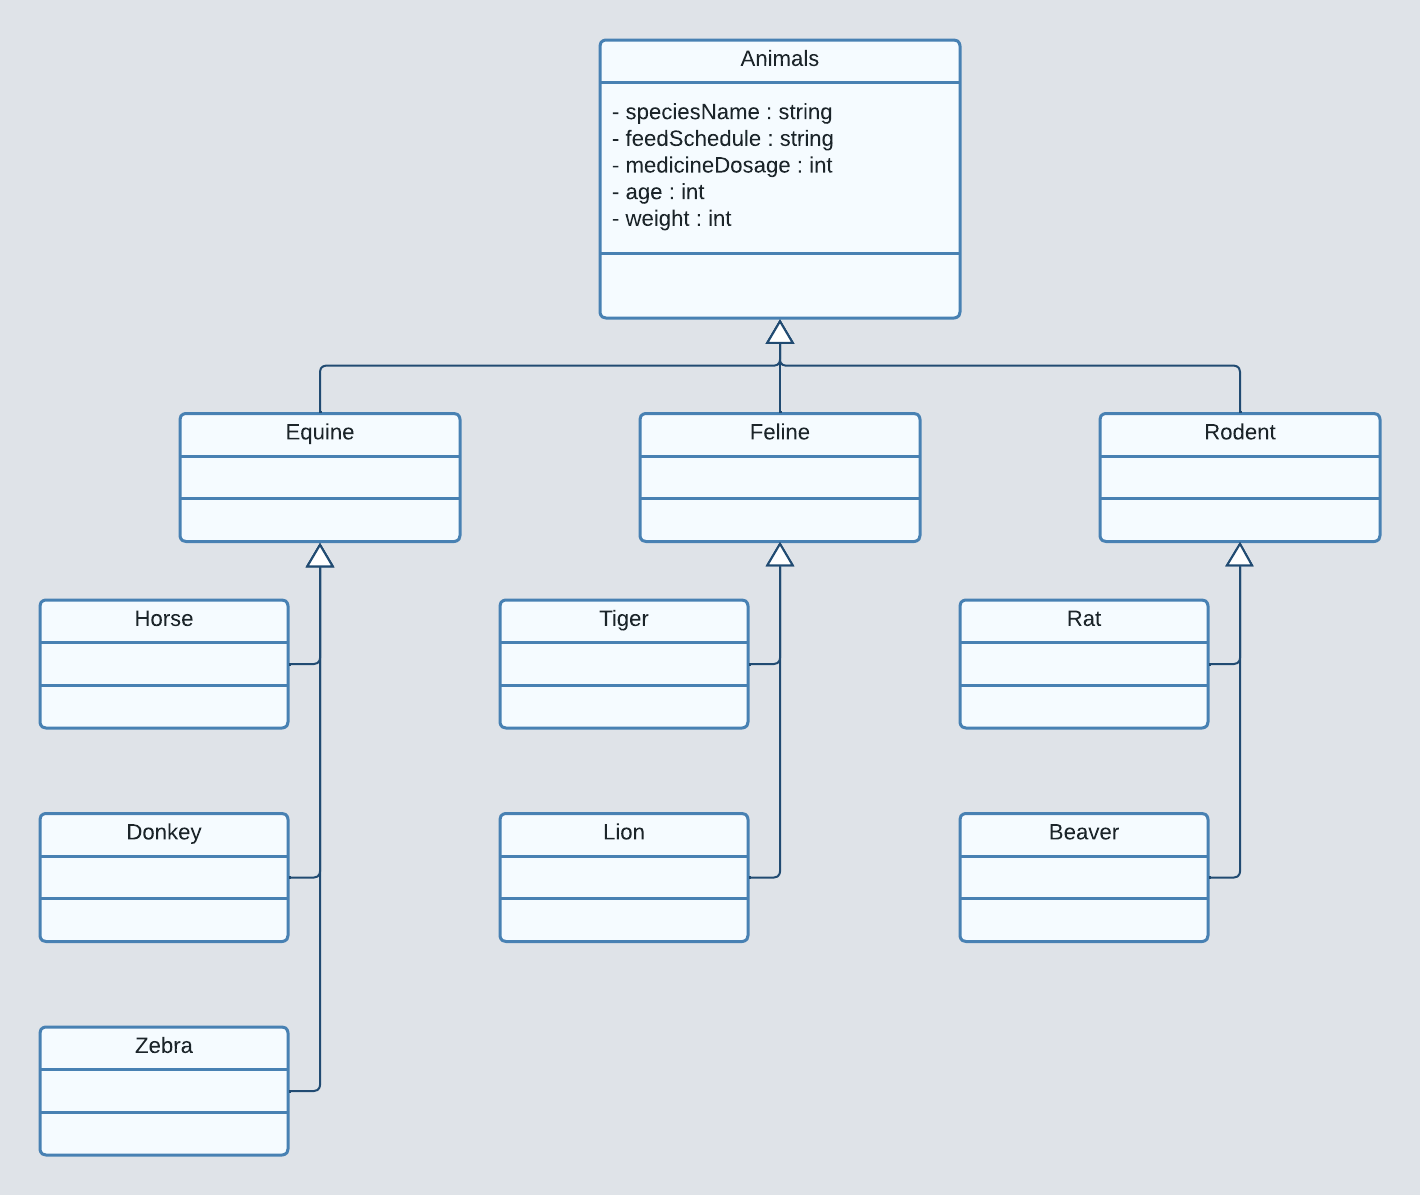 Animals
- speciesName : string
- feedSchedule : string
- medicineDosage : int
- age : int
- weight : int
Equine
Feline
Rodent
Horse
Tiger
Rat
Donkey
Lion
Beaver
Zebra